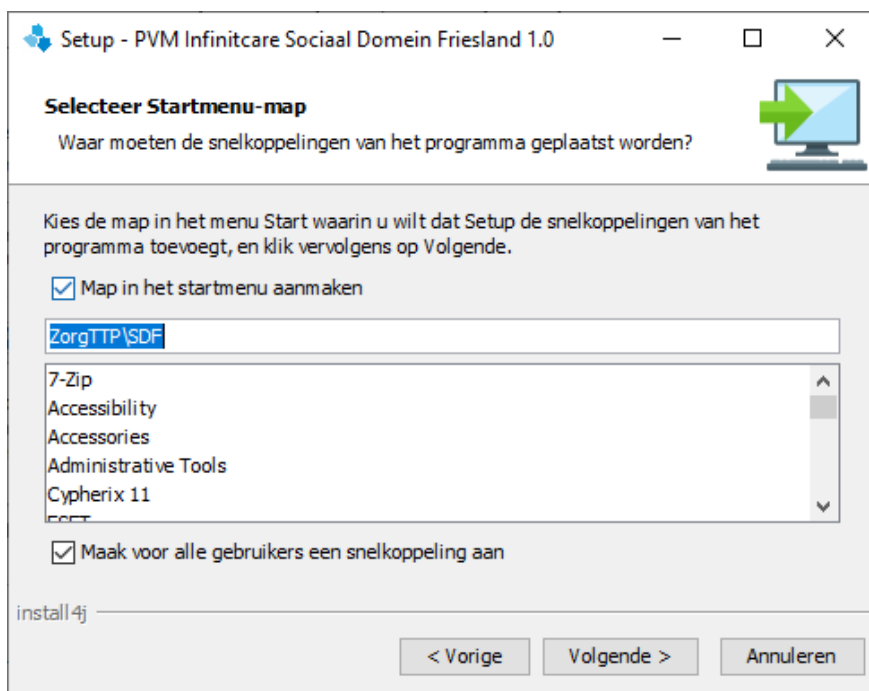 Setup - PVM Infinitcare Sociaal Domein Friesland 1.0
Selecteer Startmenu-map
Waar moeten de snelkoppelingen van het programma geplaatst worden?
Kies de map in het menu Start waarin u wilt dat Setup de snelkoppelingen van het
programma toevoegt, en klik vervolgens op Volgende.
Map in het startmenu aanmaken
ZorgTTP\SDF
7-Zip
Accessibility
Accessories
Administrative Tools
Cypherix 11
Maak voor alle gebruikers een snelkoppeling aan
install4j
< Vorige
Volgende >
Annuleren